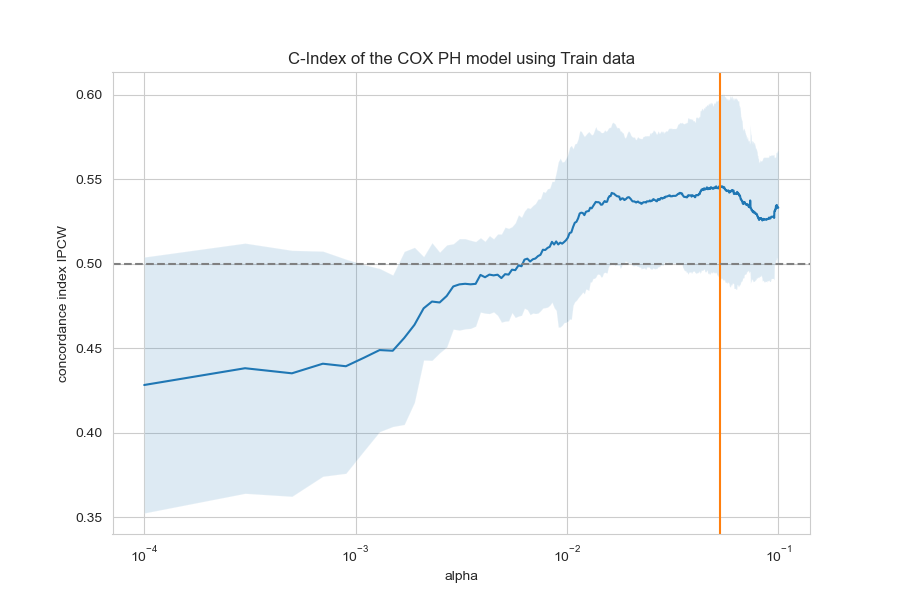 C-Index of the COX PH model using Train data
concordance index IPCW
0.60
0.55
0.50
0.45
0.40
0.35
10⁻⁴ 10⁻³ 10⁻² 10⁻¹
alpha